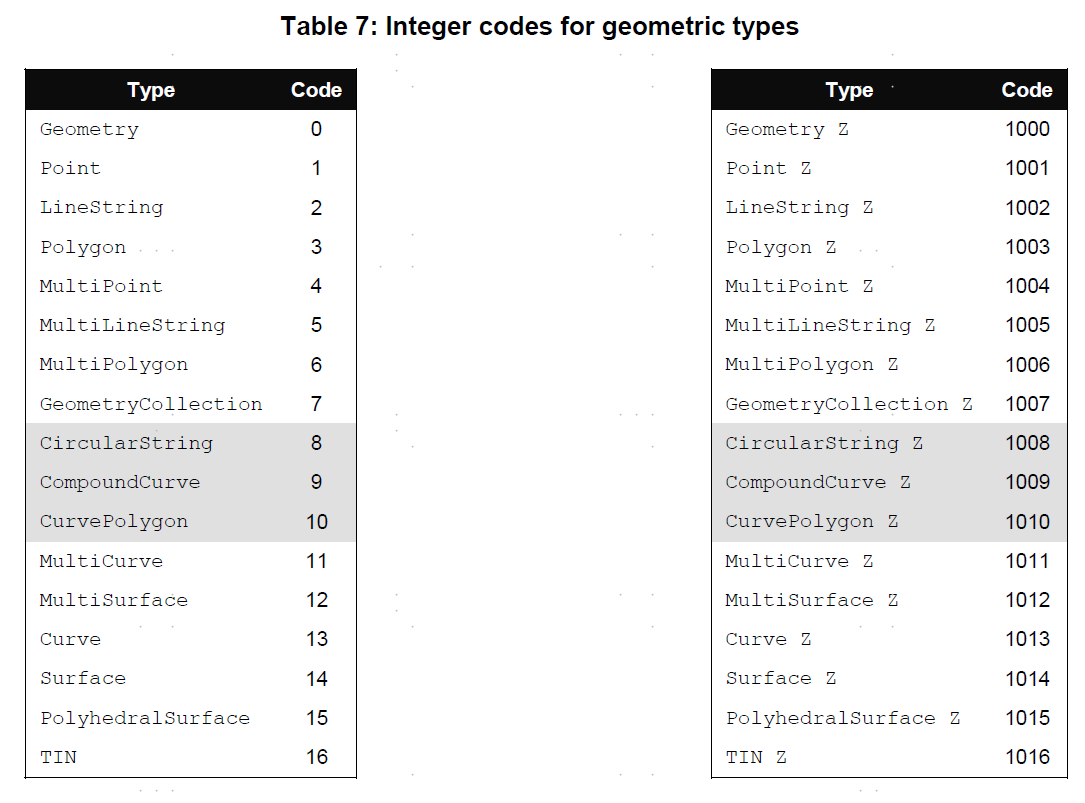 Table 7: Integer codes for geometric types
Type Code
Geometry 0
Point 1
LineString 2
Polygon 3
MultiPoint 4
MultiLineString 5
MultiPolygon 6
GeometryCollection 7
CircularString 8
CompoundCurve 9
CurvePolygon 10
MultiCurve 11
MultiSurface 12
Curve 13
Surface 14
PolyhedralSurface 15
TIN 16
Type Code
Geometry Z 1000
Point Z 1001
LineString Z 1002
Polygon Z 1003
MultiPoint Z 1004
MultiLineString Z 1005
MultiPolygon Z 1006
GeometryCollection Z 1007
CircularString Z 1008
CompoundCurve Z 1009
CurvePolygon Z 1010
MultiCurve Z 1011
MultiSurface Z 1012
Curve Z 1013
Surface Z 1014
PolyhedralSurface Z 1015
TIN Z 1016